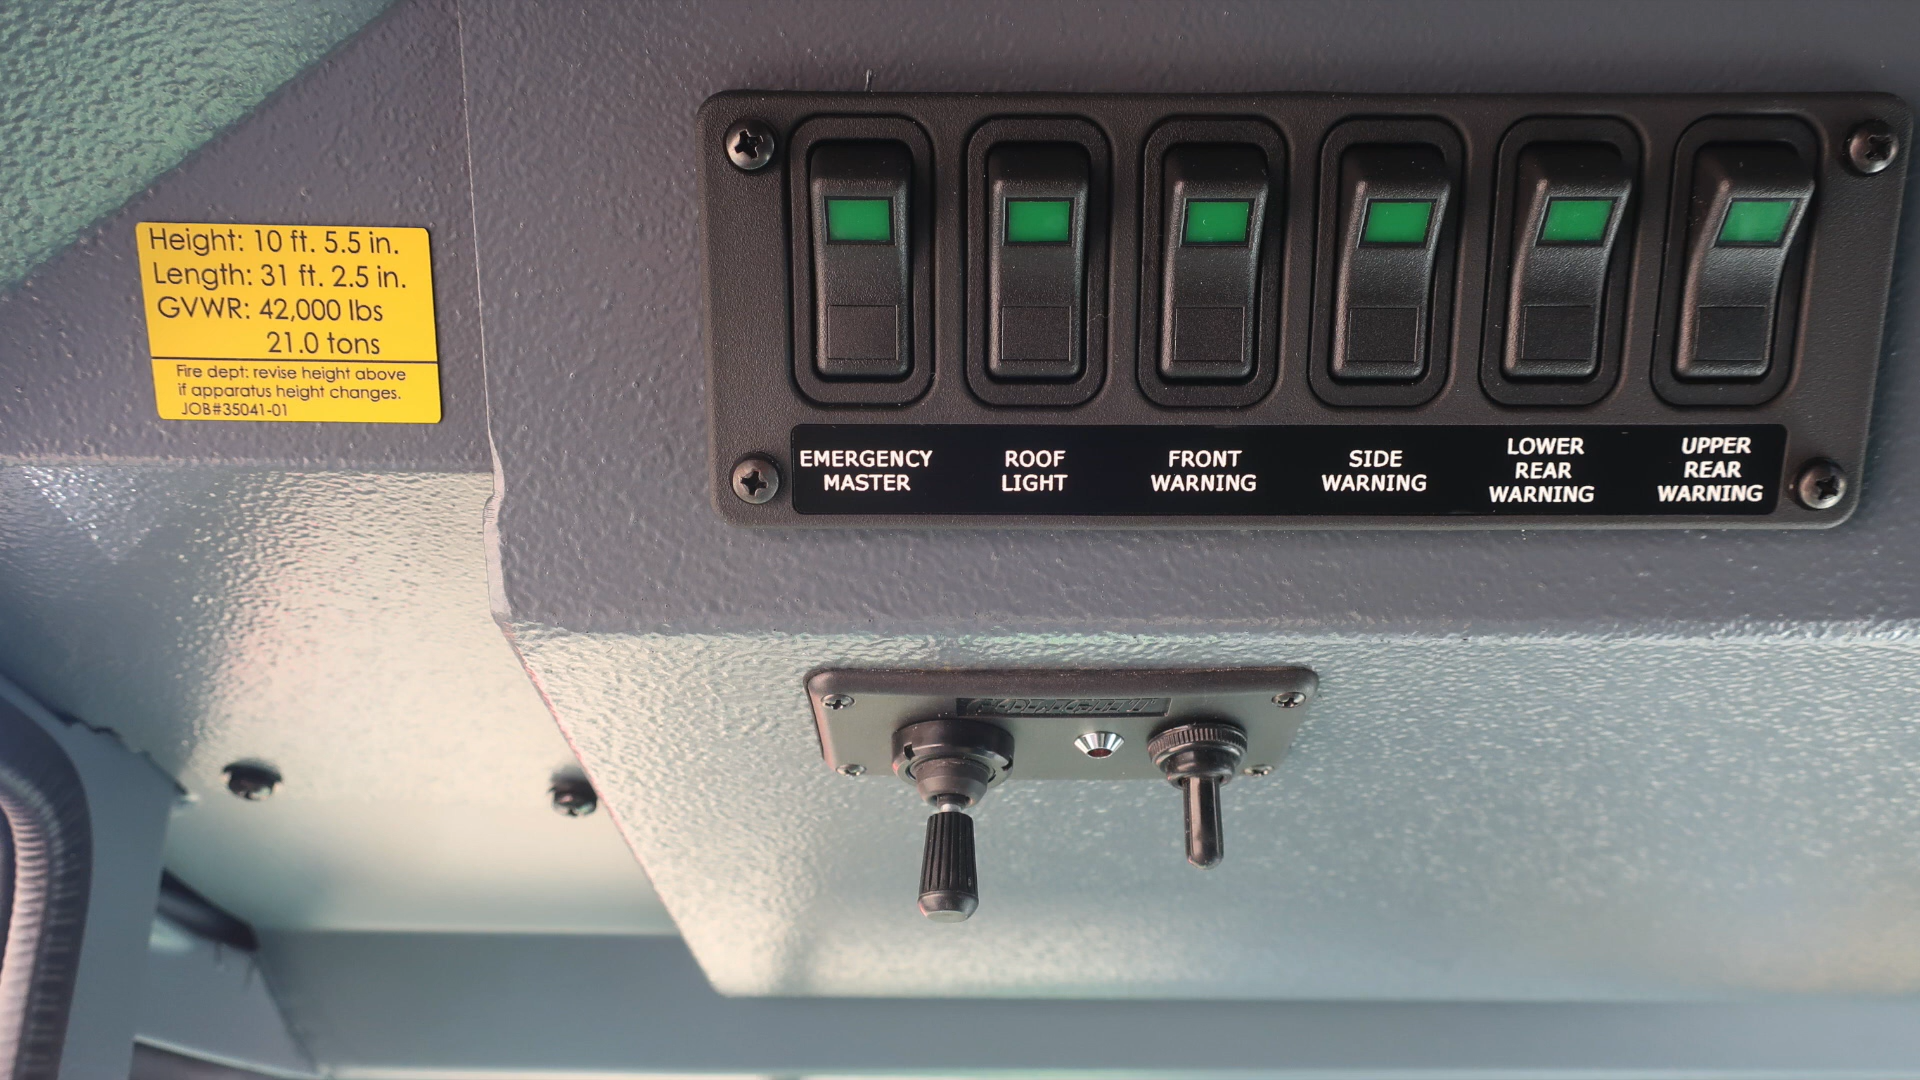 Height: 10 ft. 5.5 in.
Length: 31 ft. 2.5 in.
GVWR: 42,000 lbs
21.0 tons
Fire dept: revise height above
if apparatus height changes.
JOB#35041-01
EMERGENCY
MASTER
ROOF
LIGHT
FRONT
WARNING
SIDE
WARNING
LOWER
REAR
WARNING
UPPER
REAR
WARNING